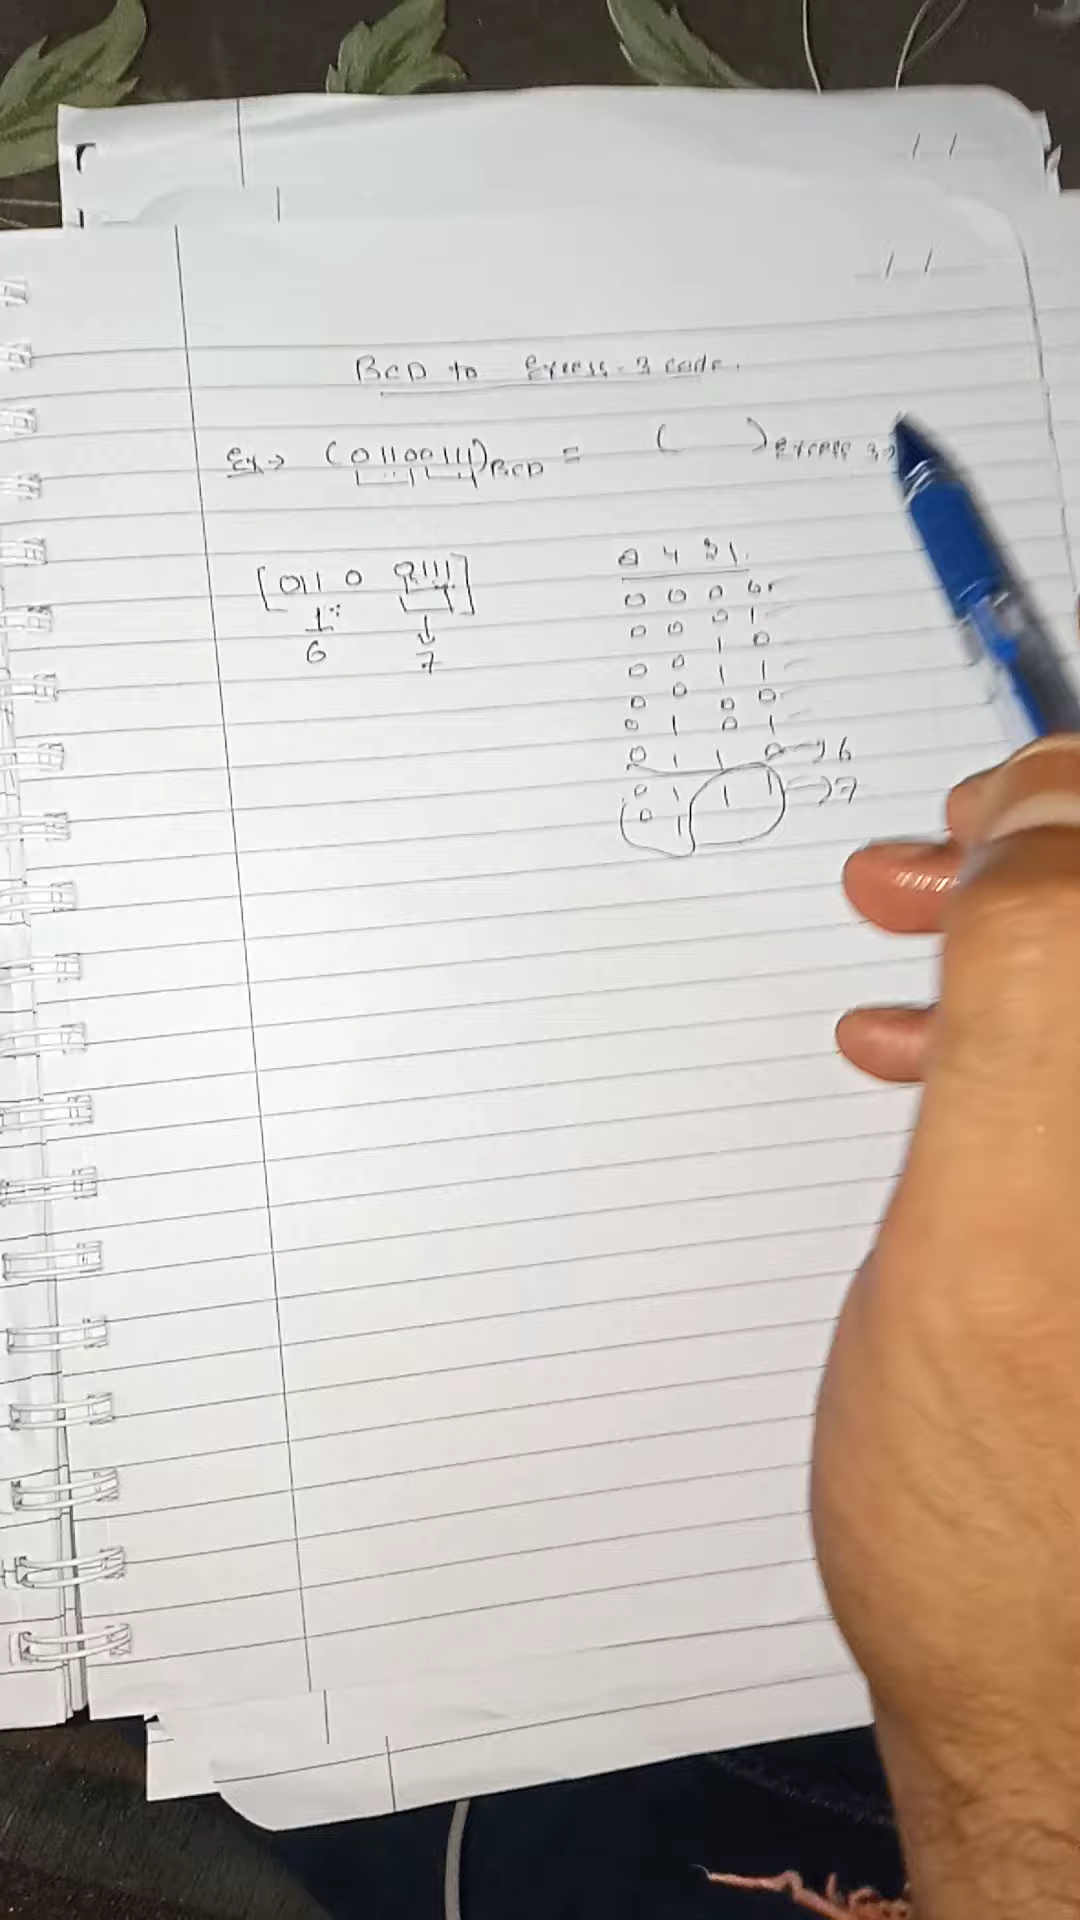 BCD to Excess-3 code.
Ex→ (01100111)BCD = ( )Excess 3
[0110 0111]
6 7
8 4 2 1
0 0 0 0
0 0 0 1
0 0 1 0
0 0 1 1
0 0 0 0
0 1 0 1
0 1 1 0 → 6
0 1 1 1 → 7
0 1